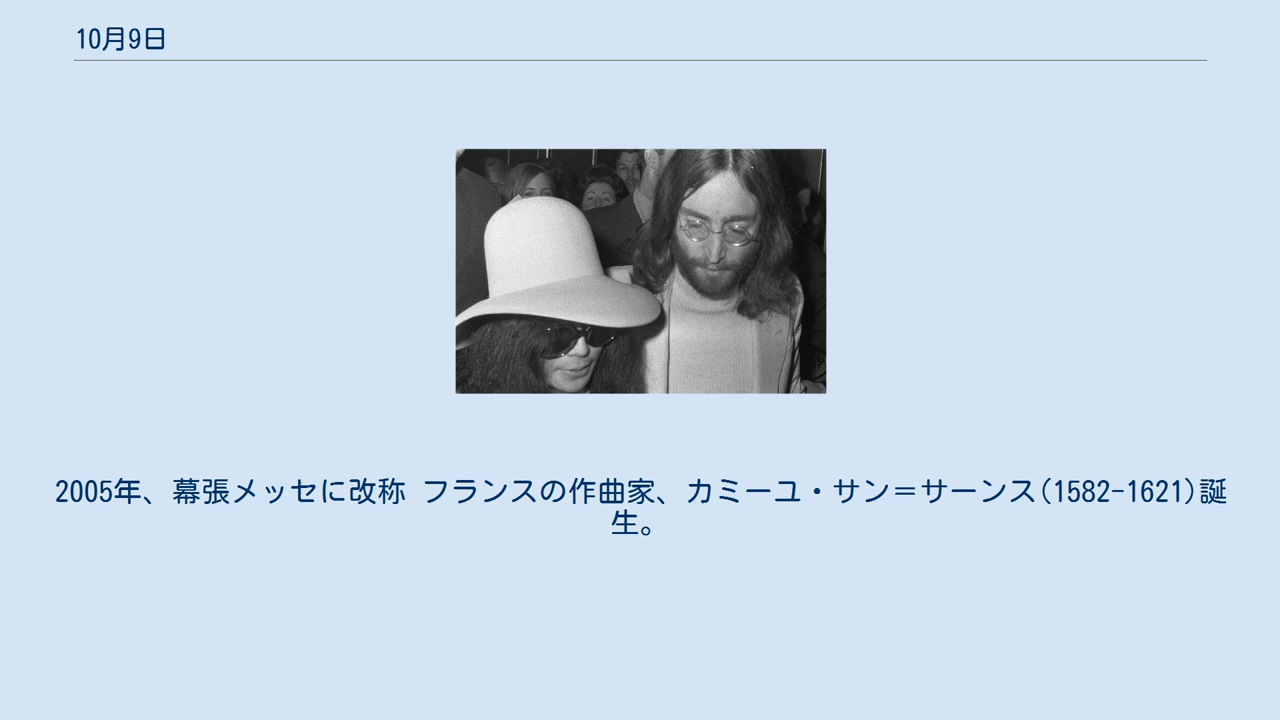 10月9日
2005年、幕張メッセに改称 フランスの作曲家、カミーユ・サン＝サーンス(1582-1621)誕
生。